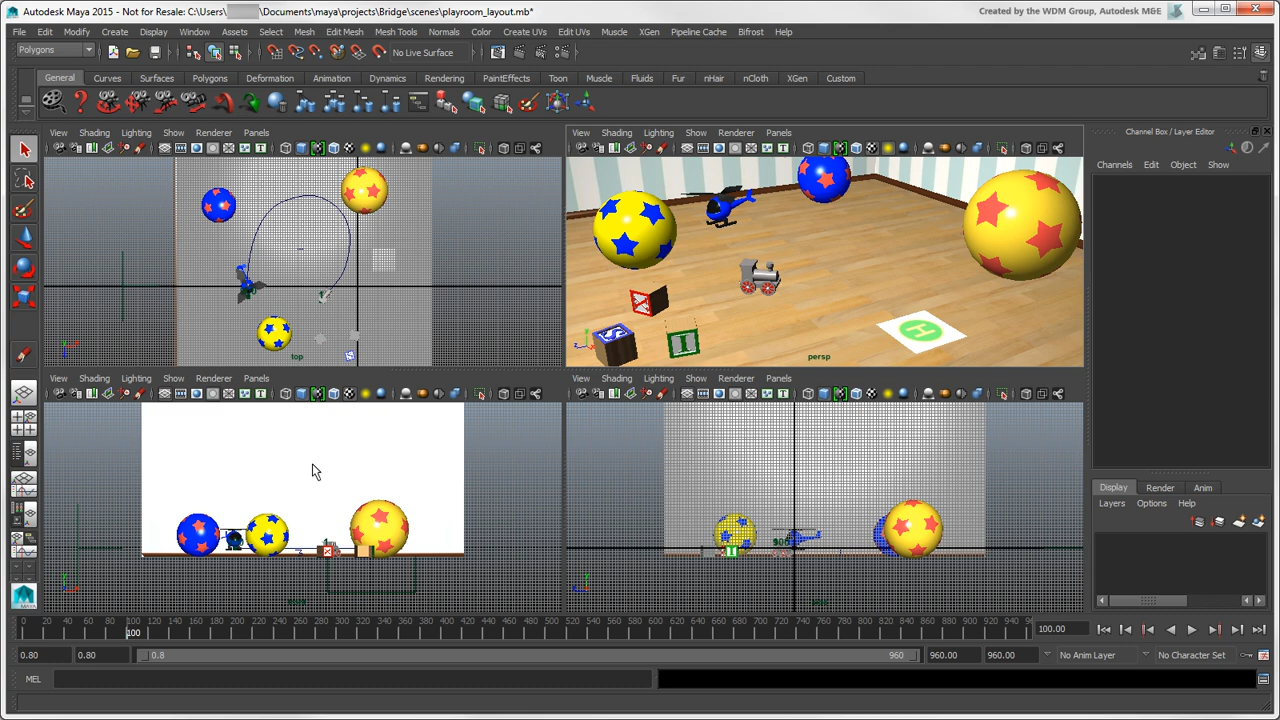 Autodesk Maya 2015 - Not for Resale: C:\Users\ \Documents\maya\projects\Bridge\scenes\playroom_layout.mb* Created by the WDM Group, Autodesk M&E
File Edit Modify Create Display Window Assets Select Mesh Edit Mesh Mesh Tools Normals Color Create UVs Edit UVs Muscle XGen Pipeline Cache Bifrost Help
Polygons No Live Surface
General Curves Surfaces Polygons Deformation Animation Dynamics Rendering PaintEffects Toon Muscle Fluids Fur nHair nCloth XGen Custom
View Shading Lighting Show Renderer Panels
View Shading Lighting Show Renderer Panels
Channel Box / Layer Editor
Channels Edit Object Show
top
H
persp
View Shading Lighting Show Renderer Panels
View Shading Lighting Show Renderer Panels
Display Render Anim
Layers Options Help
MAYA
0 20 40 60 80 100 120 140 160 180 200 220 240 260 280 300 320 340 360 380 400 420 440 460 480 500 520 540 560 580 600 620 640 660 680 700 720 740 760 780 800 820 840 860 880 900 920 940 960
100
100.00
0.80 0.80 0.8 960 960.00 960.00 No Anim Layer No Character Set
MEL